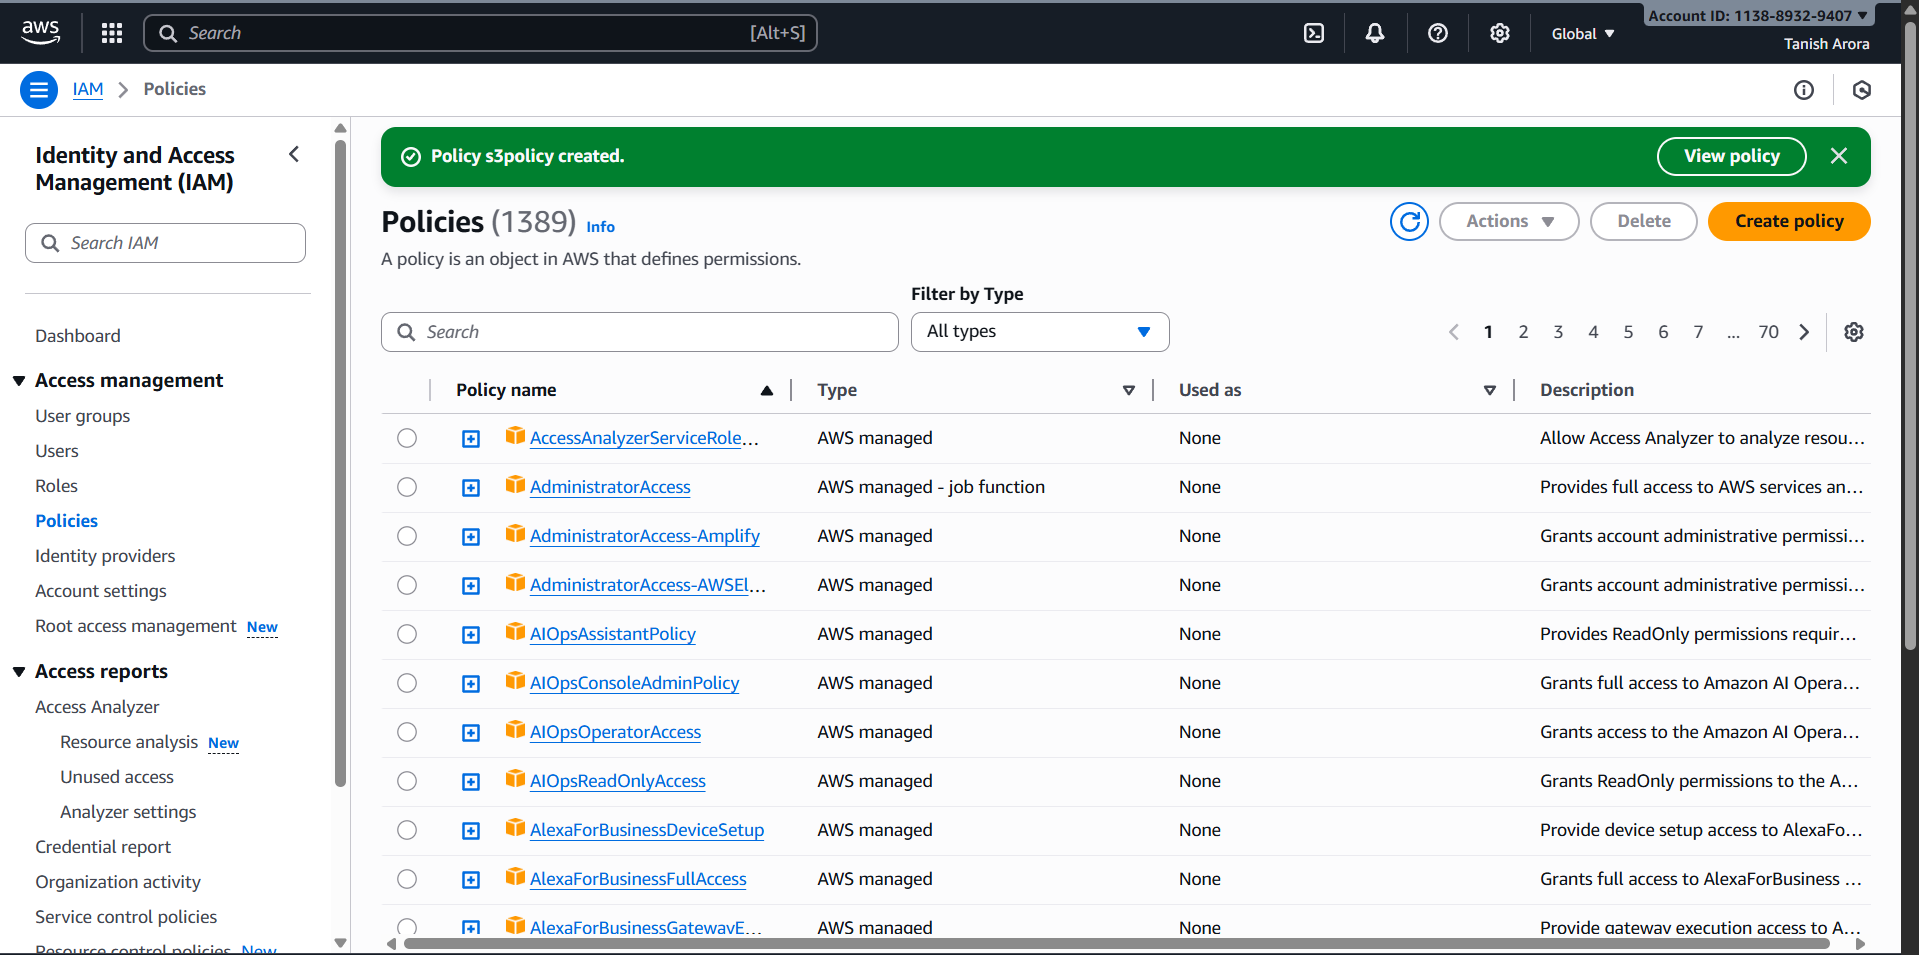 aws
Search
[Alt+S]
Global
Account ID: 1138-8932-9407
Tanish Arora
IAM
Policies
Identity and Access
Management (IAM)
Search IAM
Dashboard
Access management
User groups
Users
Roles
Policies
Identity providers
Account settings
Root access management New
Access reports
Access Analyzer
Resource analysis New
Unused access
Analyzer settings
Credential report
Organization activity
Service control policies
Resource control policies New
Policy s3policy created.
View policy
Policies (1389) Info
Actions
Delete
Create policy
A policy is an object in AWS that defines permissions.
Filter by Type
Search
All types
1 2 3 4 5 6 7 ... 70
Policy name Type Used as Description
AccessAnalyzerServiceRole... AWS managed None Allow Access Analyzer to analyze resou...
AdministratorAccess AWS managed - job function None Provides full access to AWS services an...
AdministratorAccess-Amplify AWS managed None Grants account administrative permissi...
AdministratorAccess-AWSEl... AWS managed None Grants account administrative permissi...
AIOpsAssistantPolicy AWS managed None Provides ReadOnly permissions requir...
AIOpsConsoleAdminPolicy AWS managed None Grants full access to Amazon AI Opera...
AIOpsOperatorAccess AWS managed None Grants access to the Amazon AI Opera...
AIOpsReadOnlyAccess AWS managed None Grants ReadOnly permissions to the A...
AlexaForBusinessDeviceSetup AWS managed None Provide device setup access to AlexaFo...
AlexaForBusinessFullAccess AWS managed None Grants full access to AlexaForBusiness ...
AlexaForBusinessGatewayE... AWS managed None Provide gateway execution access to A...